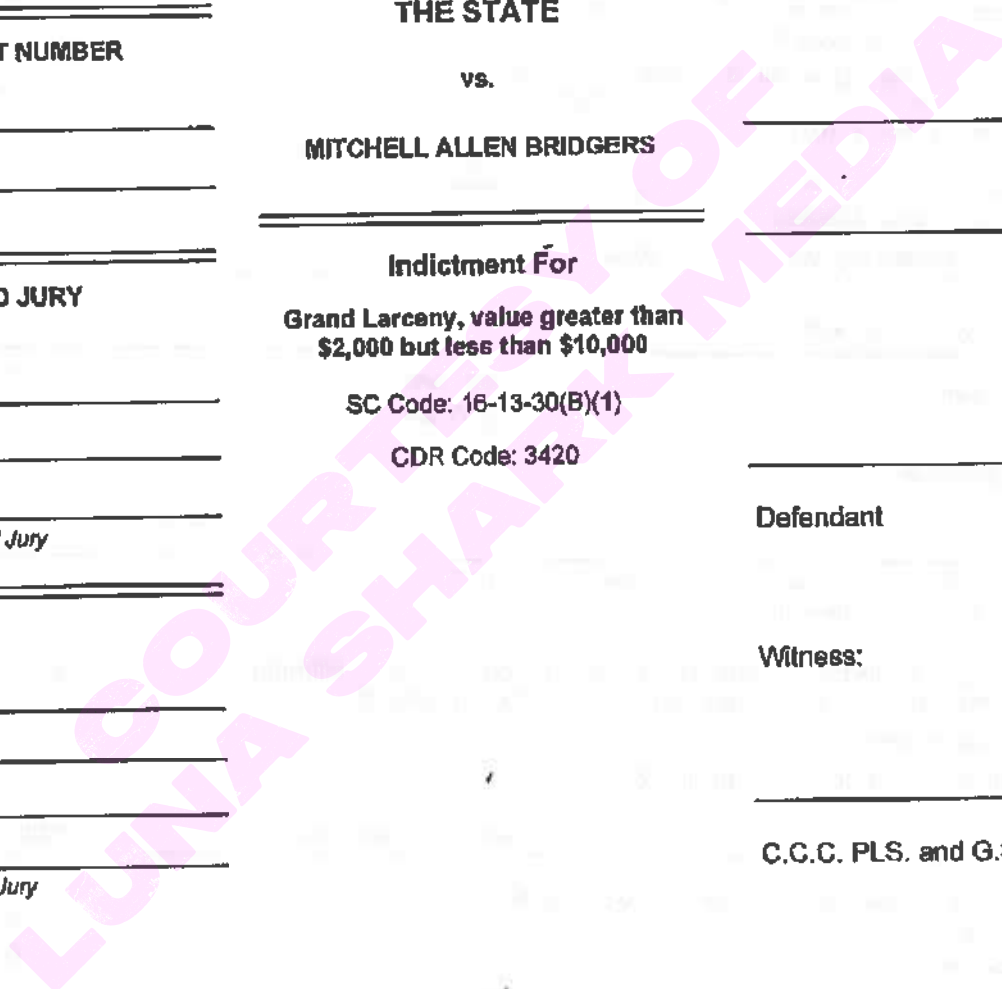 T NUMBER
D JURY
Jury
Jury
THE STATE
vs.
MITCHELL ALLEN BRIDGERS
Indictment For
Grand Larceny, value greater than
$2,000 but less than $10,000
SC Code: 16-13-30(B)(1)
CDR Code: 3420
Defendant
Witness:
C.C.C. PLS. and G.
COURTESY OF
LUNA SHARK MEDIA